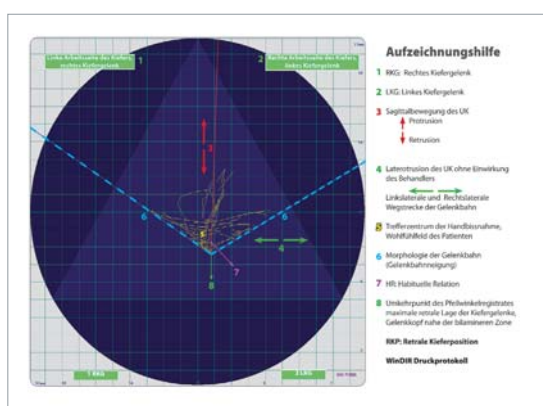 Linke Arbeitsseite des Kiefers,
rechtes Kiefergelenk
1
2
Rechte Arbeitsseite des Kiefers,
linkes Kiefergelenk
3
6
5
6
4
7
8
1 RKG
2 LKG
Aufzeichnungshilfe
1 RKG: Rechtes Kiefergelenk
2 LKG: Linkes Kiefergelenk
3 Sagittalbewegung des UK
Protrusion
Retrusion
4 Laterotrusion des UK ohne Einwirkung
des Behandlers
Linkslaterale und Rechtslaterale
Wegstrecke der Gelenkbahn
5 Trefferzentrum der Handbissnahme,
Wohlfühlfeld des Patienten
6 Morphologie der Gelenkbahn
(Gelenkbahnneigung)
7 HR: Habituelle Relation
8 Umkehrpunkt des Pfeilwinkelregistrates
maximale retrale Lage der Kiefergelenke,
Gelenkkopf nahe der bilamineren Zone
RKP: Retrale Kieferposition
WinDIR Druckprotokoll